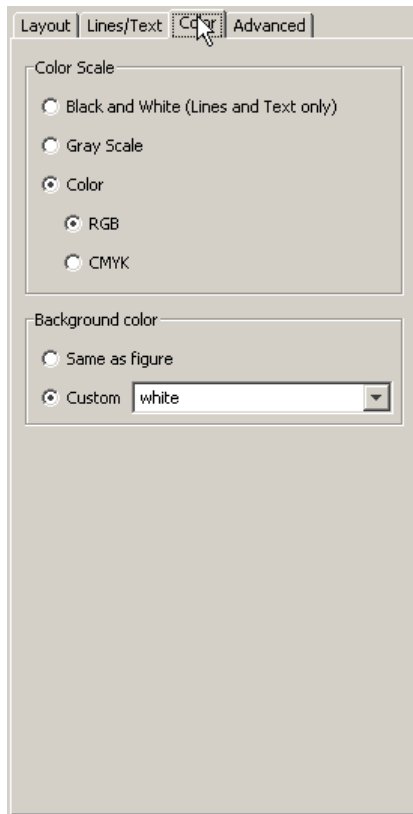 Layout Lines/Text Color Advanced
Color Scale
Black and White (Lines and Text only)
Gray Scale
Color
RGB
CMYK
Background color
Same as figure
Custom white